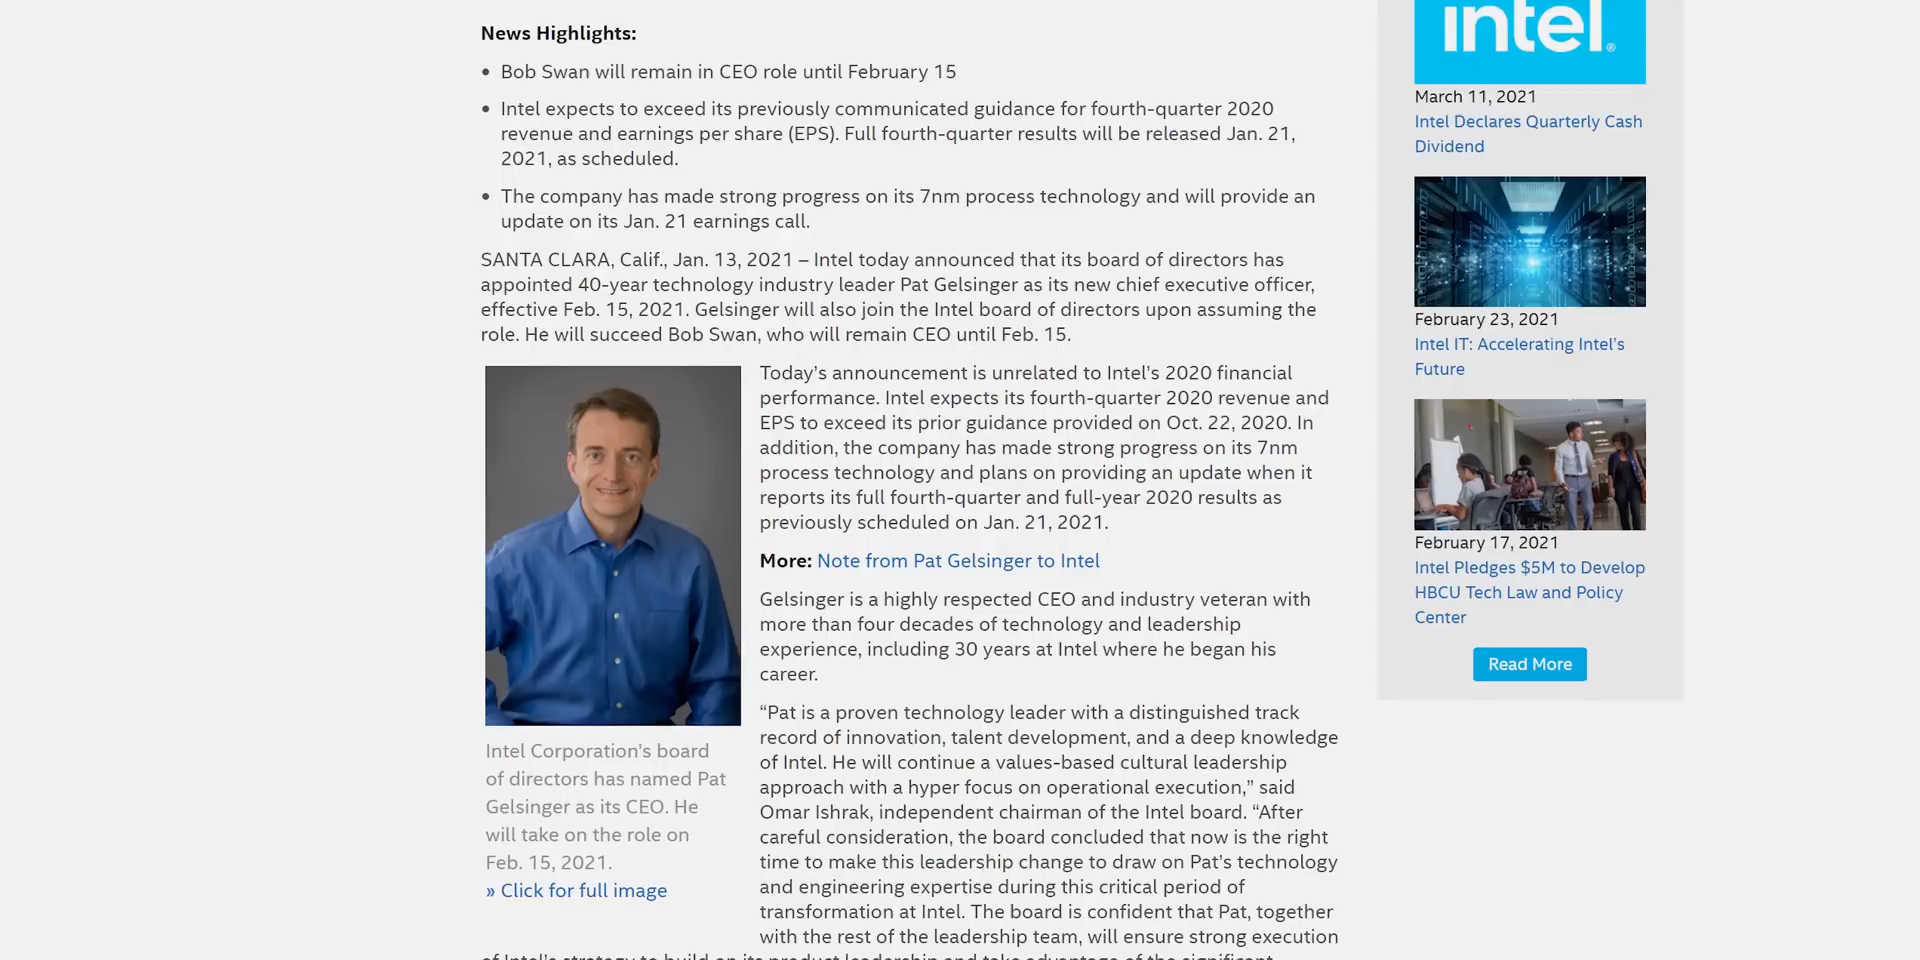 News Highlights:
• Bob Swan will remain in CEO role until February 15
• Intel expects to exceed its previously communicated guidance for fourth-quarter 2020
revenue and earnings per share (EPS). Full fourth-quarter results will be released Jan. 21,
2021, as scheduled.
• The company has made strong progress on its 7nm process technology and will provide an
update on its Jan. 21 earnings call.
SANTA CLARA, Calif., Jan. 13, 2021 – Intel today announced that its board of directors has
appointed 40-year technology industry leader Pat Gelsinger as its new chief executive officer,
effective Feb. 15, 2021. Gelsinger will also join the Intel board of directors upon assuming the
role. He will succeed Bob Swan, who will remain CEO until Feb. 15.
Today’s announcement is unrelated to Intel’s 2020 financial
performance. Intel expects its fourth-quarter 2020 revenue and
EPS to exceed its prior guidance provided on Oct. 22, 2020. In
addition, the company has made strong progress on its 7nm
process technology and plans on providing an update when it
reports its full fourth-quarter and full-year 2020 results as
previously scheduled on Jan. 21, 2021.
More: Note from Pat Gelsinger to Intel
Gelsinger is a highly respected CEO and industry veteran with
more than four decades of technology and leadership
experience, including 30 years at Intel where he began his
career.
“Pat is a proven technology leader with a distinguished track
record of innovation, talent development, and a deep knowledge
of Intel. He will continue a values-based cultural leadership
approach with a hyper focus on operational execution,” said
Omar Ishrak, independent chairman of the Intel board. “After
careful consideration, the board concluded that now is the right
time to make this leadership change to draw on Pat’s technology
and engineering expertise during this critical period of
transformation at Intel. The board is confident that Pat, together
with the rest of the leadership team, will ensure strong execution
of Intel’s strategy to build on its product leadership and take advantage of the significant
Intel Corporation’s board
of directors has named Pat
Gelsinger as its CEO. He
will take on the role on
Feb. 15, 2021.
» Click for full image
intel®
March 11, 2021
Intel Declares Quarterly Cash
Dividend
February 23, 2021
Intel IT: Accelerating Intel’s
Future
February 17, 2021
Intel Pledges $5M to Develop
HBCU Tech Law and Policy
Center
Read More